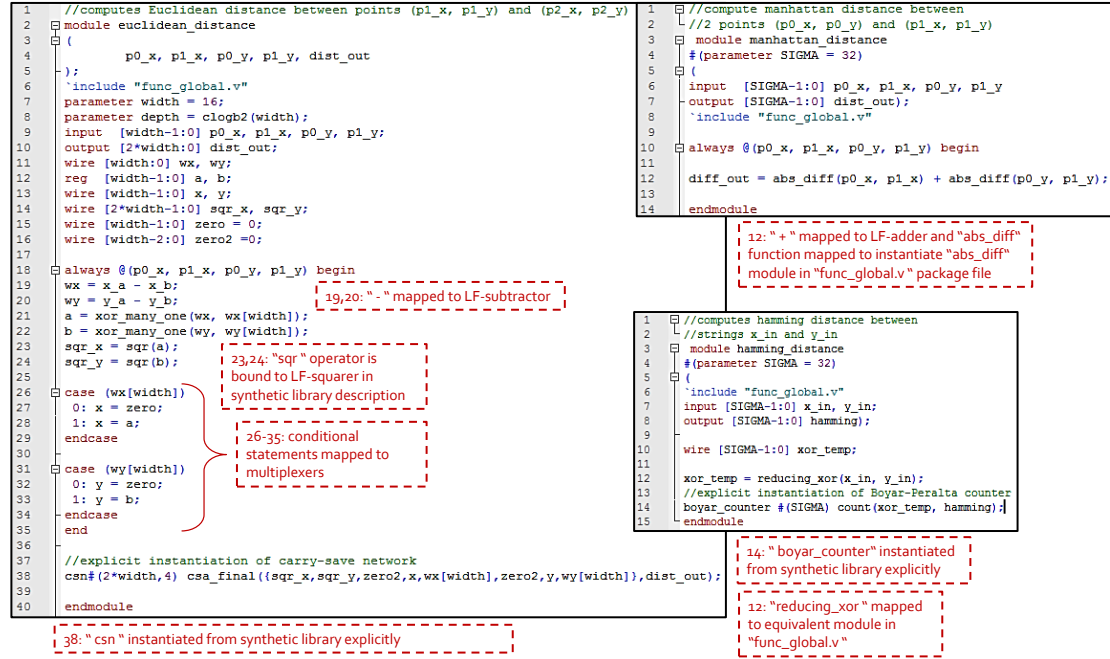 1 //computes Euclidean distance between points (p1_x, p1_y) and (p2_x, p2_y)
2 module euclidean_distance
3 (
4 p0_x, p1_x, p0_y, p1_y, dist_out
5 );
6 `include "func_global.v"
7 parameter width = 16;
8 parameter depth = clogb2(width);
9 input [width-1:0] p0_x, p1_x, p0_y, p1_y;
10 output [2*width:0] dist_out;
11 wire [width:0] wx, wy;
12 reg [width-1:0] a, b;
13 wire [width-1:0] x, y;
14 wire [2*width-1:0] sqr_x, sqr_y;
15 wire [width-1:0] zero = 0;
16 wire [width-2:0] zero2 =0;
17
18 always @(p0_x, p1_x, p0_y, p1_y) begin
19 wx = x_a - x_b;
20 wy = y_a - y_b;
21 a = xor_many_one(wx, wx[width]);
22 b = xor_many_one(wy, wy[width]);
23 sqr_x = sqr(a);
24 sqr_y = sqr(b);
25
26 case (wx[width])
27 0: x = zero;
28 1: x = a;
29 endcase
30
31 case (wy[width])
32 0: y = zero;
33 1: y = b;
34 endcase
35 end
36
37 //explicit instantiation of carry-save network
38 csn#(2*width,4) csa_final({sqr_x,sqr_y,zero2,x,wx[width],zero2,y,wy[width]},dist_out);
39
40 endmodule
19,20: " - " mapped to LF-subtractor
23,24: "sqr " operator is
bound to LF-squarer in
synthetic library description
26-35: conditional
statements mapped to
multiplexers
38: " csn " instantiated from synthetic library explicitly
1 //compute manhattan distance between
2 //2 points (p0_x, p0_y) and (p1_x, p1_y)
3 module manhattan_distance
4 #(parameter SIGMA = 32)
5 (
6 input [SIGMA-1:0] p0_x, p1_x, p0_y, p1_y
7 output [SIGMA-1:0] dist_out);
8 `include "func_global.v"
9
10 always @(p0_x, p1_x, p0_y, p1_y) begin
11
12 diff_out = abs_diff(p0_x, p1_x) + abs_diff(p0_y, p1_y);
13
14 endmodule
12: " + " mapped to LF-adder and "abs_diff"
function mapped to instantiate "abs_diff"
module in "func_global.v " package file
1 //computes hamming distance between
2 //strings x_in and y_in
3 module hamming_distance
4 #(parameter SIGMA = 32)
5 (
6 `include "func_global.v"
7 input [SIGMA-1:0] x_in, y_in;
8 output [SIGMA-1:0] hamming);
9
10 wire [SIGMA-1:0] xor_temp;
11
12 xor_temp = reducing_xor(x_in, y_in);
13 //explicit instantiation of Boyar-Peralta counter
14 boyar_counter #(SIGMA) count(xor_temp, hamming);
15 endmodule
14: " boyar_counter" instantiated
from synthetic library explicitly
12: "reducing_xor " mapped
to equivalent module in
"func_global.v "